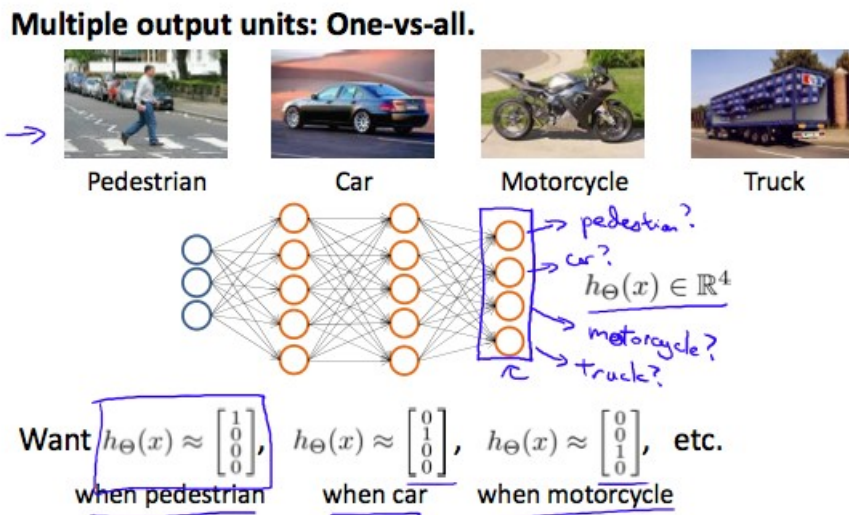 Multiple output units: One-vs-all.
Pedestrian Car Motorcycle Truck
pedestian?
car?
hΘ(x) ∈ ℝ⁴
motorcycle?
truck?
Want hΘ(x) ≈ [1 0 0 0], hΘ(x) ≈ [0 1 0 0], hΘ(x) ≈ [0 0 1 0], etc.
when pedestrian when car when motorcycle